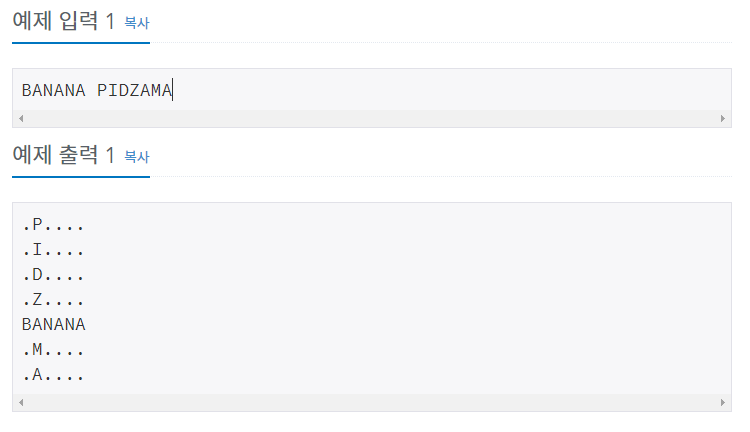 예제 입력 1 복사
BANANA PIDZAMA
예제 출력 1 복사
.P....
.I....
.D....
.Z....
BANANA
.M....
.A....